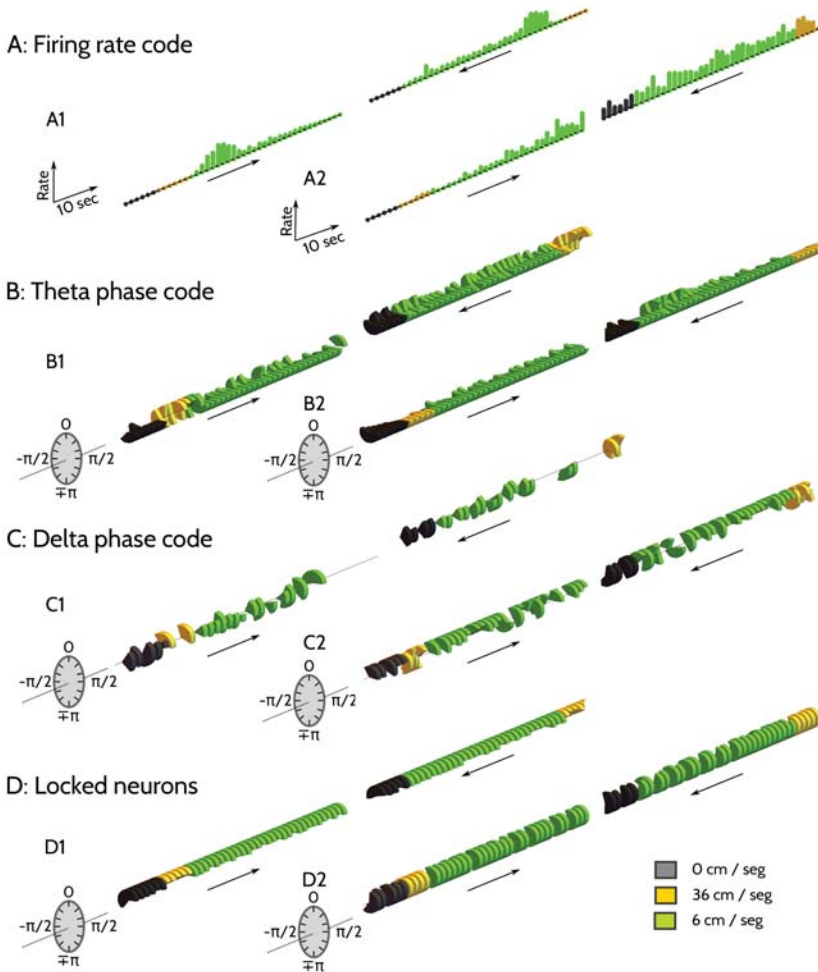 A: Firing rate code
A1
Rate
10 sec
A2
Rate
10 sec
B: Theta phase code
B1
0
-π/2
π/2
∓π
B2
0
-π/2
π/2
∓π
C: Delta phase code
C1
0
-π/2
π/2
∓π
C2
0
-π/2
π/2
∓π
D: Locked neurons
D1
0
-π/2
π/2
∓π
D2
0
-π/2
π/2
∓π
0 cm / seg
36 cm / seg
6 cm / seg